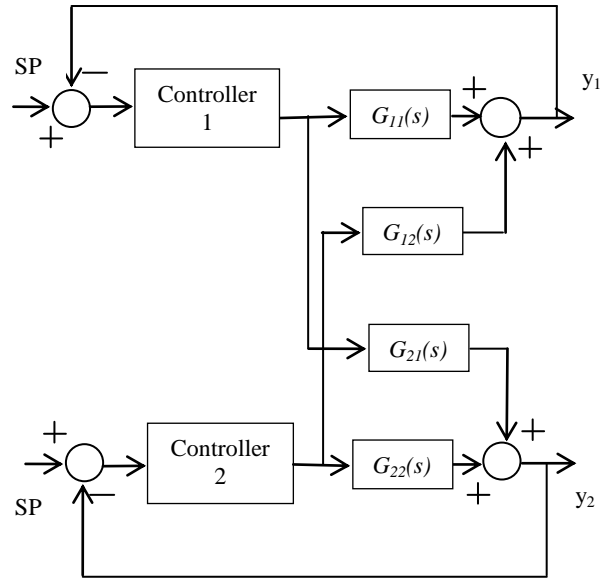 SP
−
+
Controller
1
G₁₁(s)
+
+
y₁
G₁₂(s)
G₂₁(s)
+
SP
−
Controller
2
G₂₂(s)
+
+
y₂